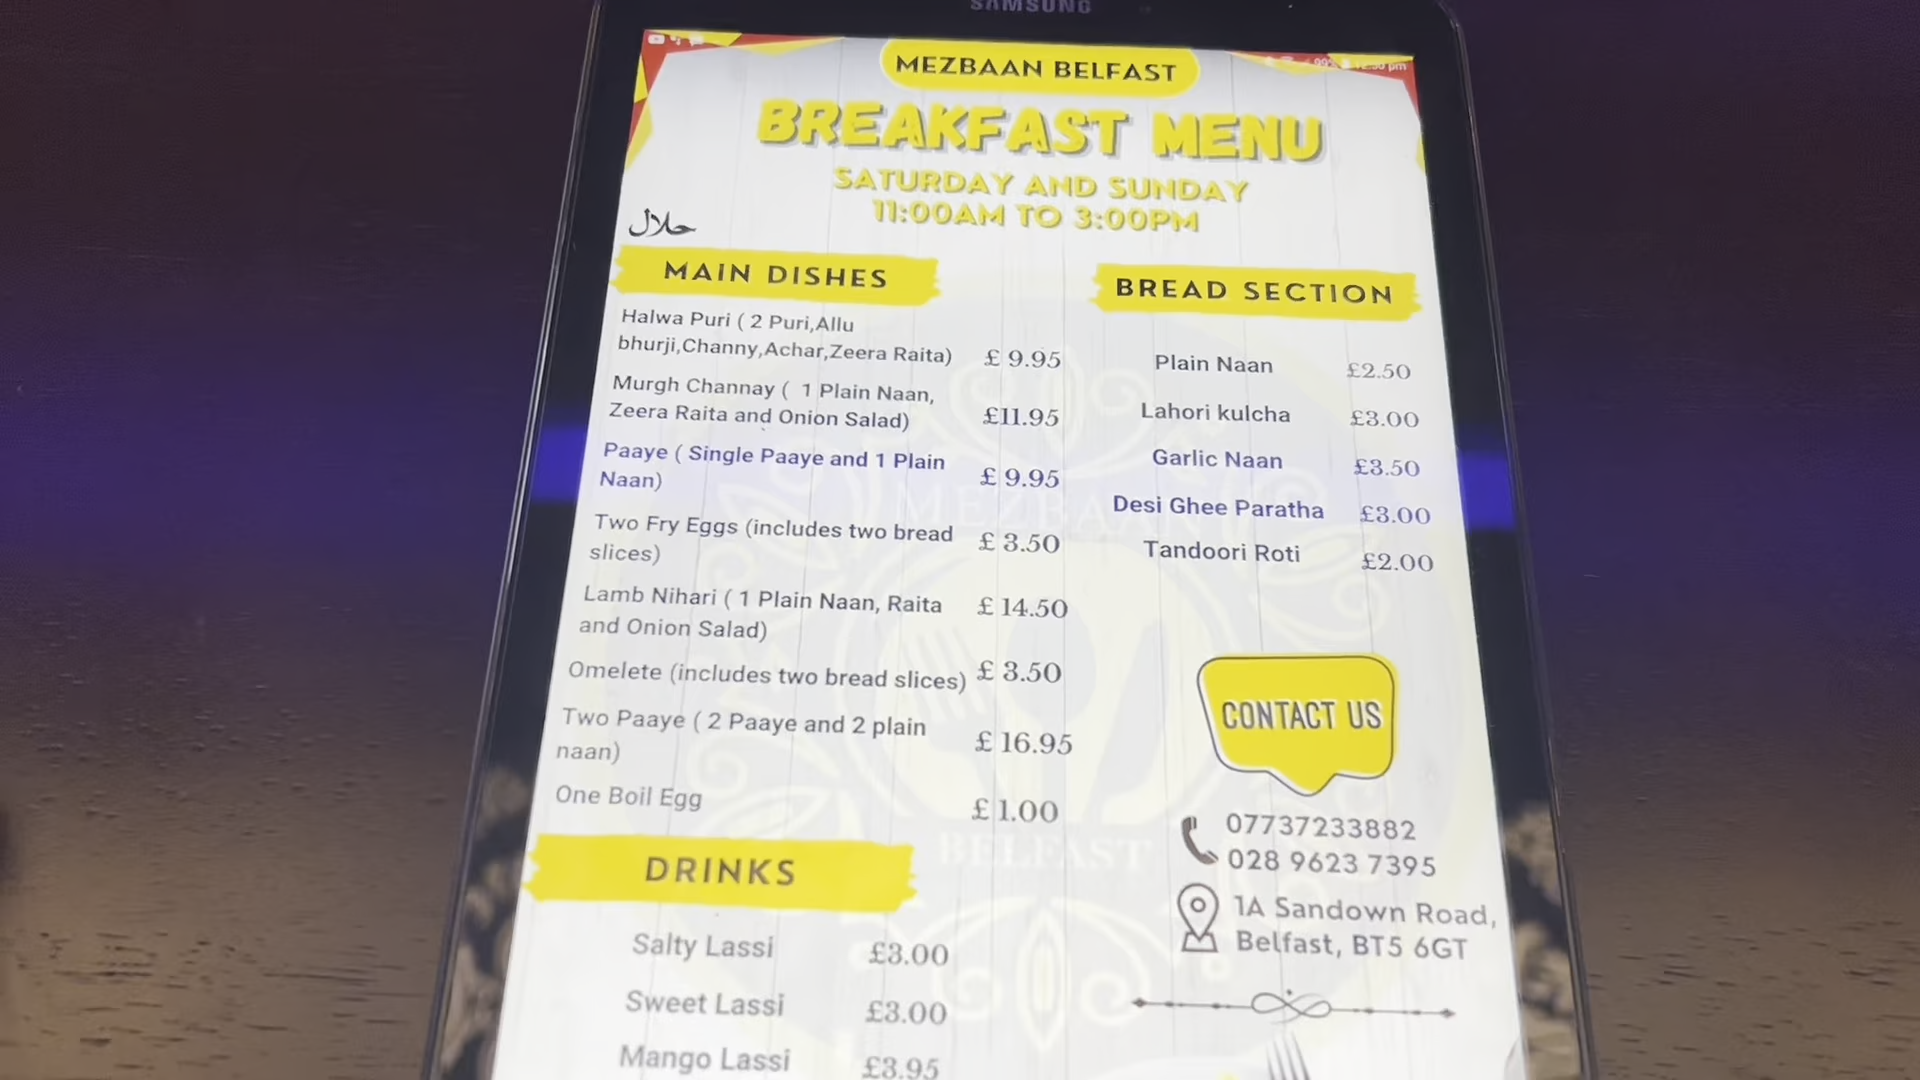 SAMSUNG
MEZBAAN BELFAST
BREAKFAST MENU
SATURDAY AND SUNDAY
11:00AM TO 3:00PM
حلال
MAIN DISHES
Halwa Puri ( 2 Puri,Allu
bhurji,Channy,Achar,Zeera Raita) £ 9.95
Murgh Channay ( 1 Plain Naan,
Zeera Raita and Onion Salad) £11.95
Paaye ( Single Paaye and 1 Plain
Naan) £ 9.95
Two Fry Eggs (includes two bread
slices) £ 3.50
Lamb Nihari ( 1 Plain Naan, Raita
and Onion Salad) £ 14.50
Omelete (includes two bread slices) £ 3.50
Two Paaye ( 2 Paaye and 2 plain
naan) £ 16.95
One Boil Egg £ 1.00
DRINKS
Salty Lassi £3.00
Sweet Lassi £3.00
Mango Lassi £3.95
BREAD SECTION
Plain Naan £2.50
Lahori kulcha £3.00
Garlic Naan £3.50
Desi Ghee Paratha £3.00
Tandoori Roti £2.00
CONTACT US
07737233882
028 9623 7395
1A Sandown Road,
Belfast, BT5 6GT
MEZBAAN
BELFAST